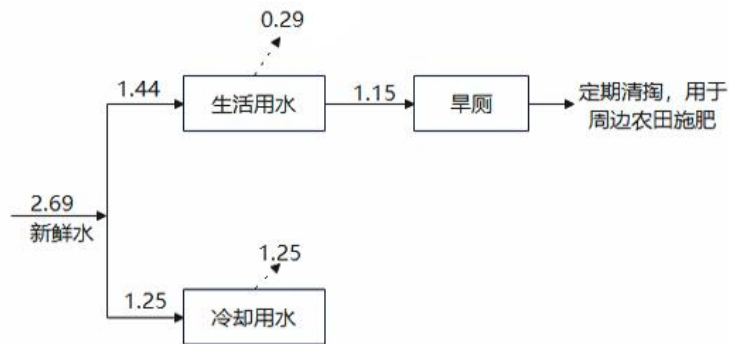 0.29
1.44
生活用水
1.15
旱厕
定期清掏，用于
周边农田施肥
2.69
新鲜水
1.25
1.25
冷却用水